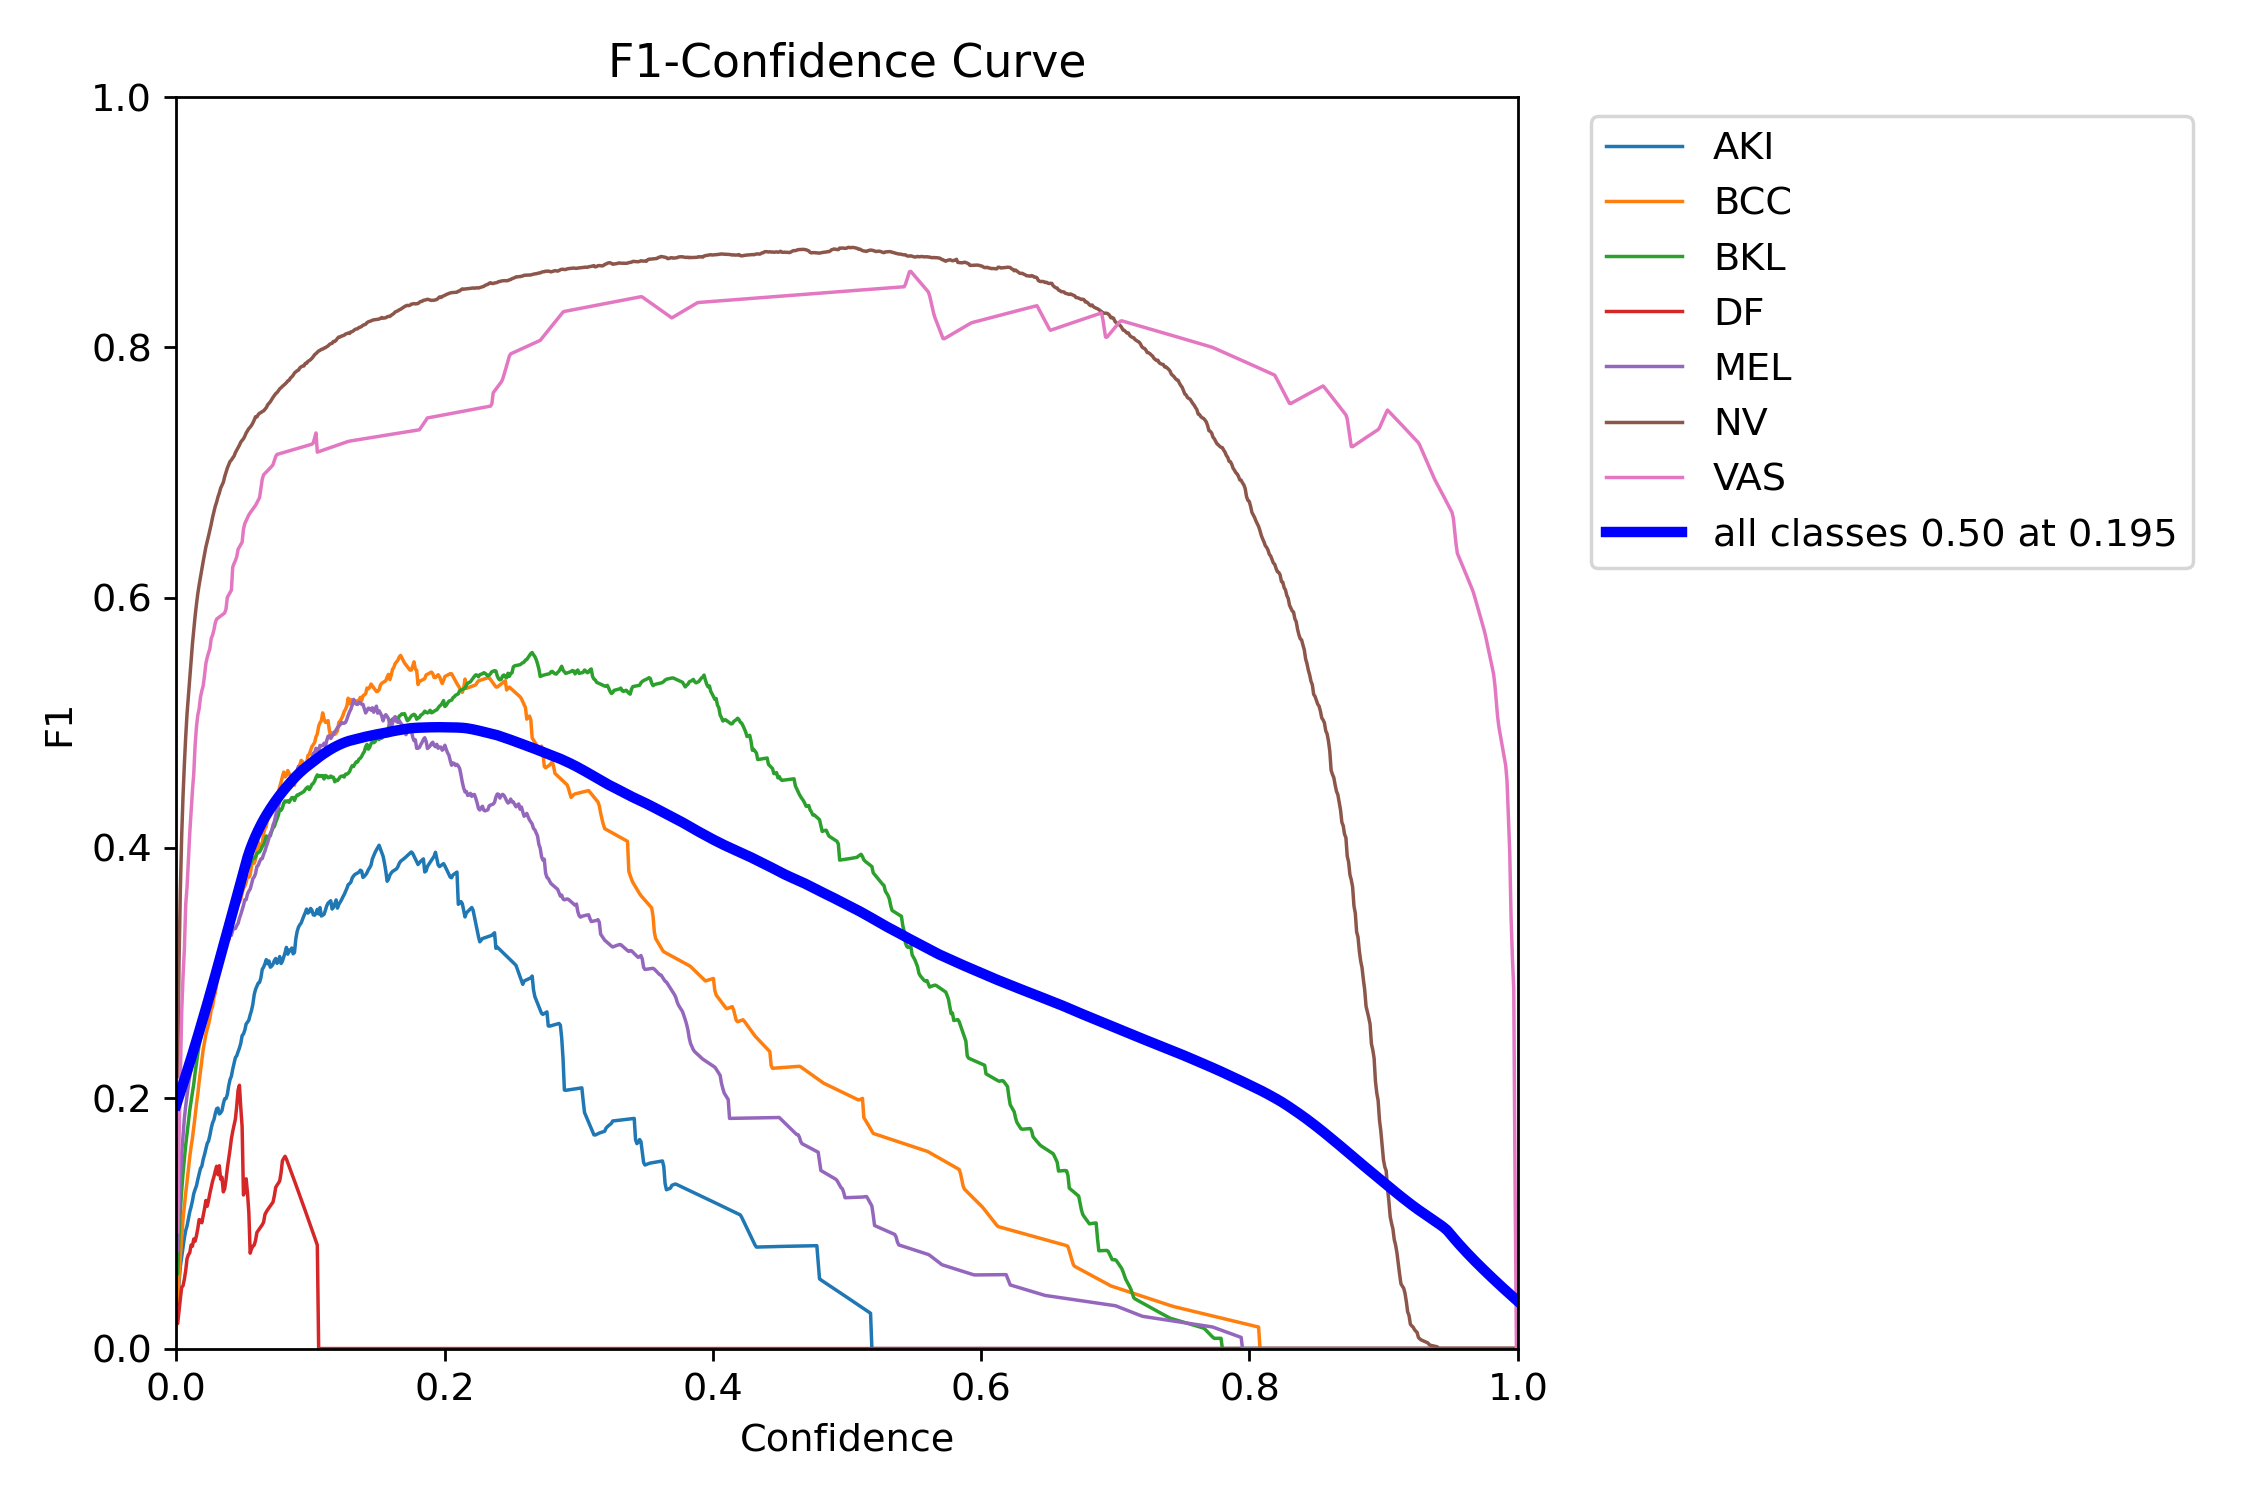 F1-Confidence Curve
1.0
0.8
0.6
0.4
0.2
0.0
F1
0.0 0.2 0.4 0.6 0.8 1.0
Confidence
AKI
BCC
BKL
DF
MEL
NV
VAS
all classes 0.50 at 0.195